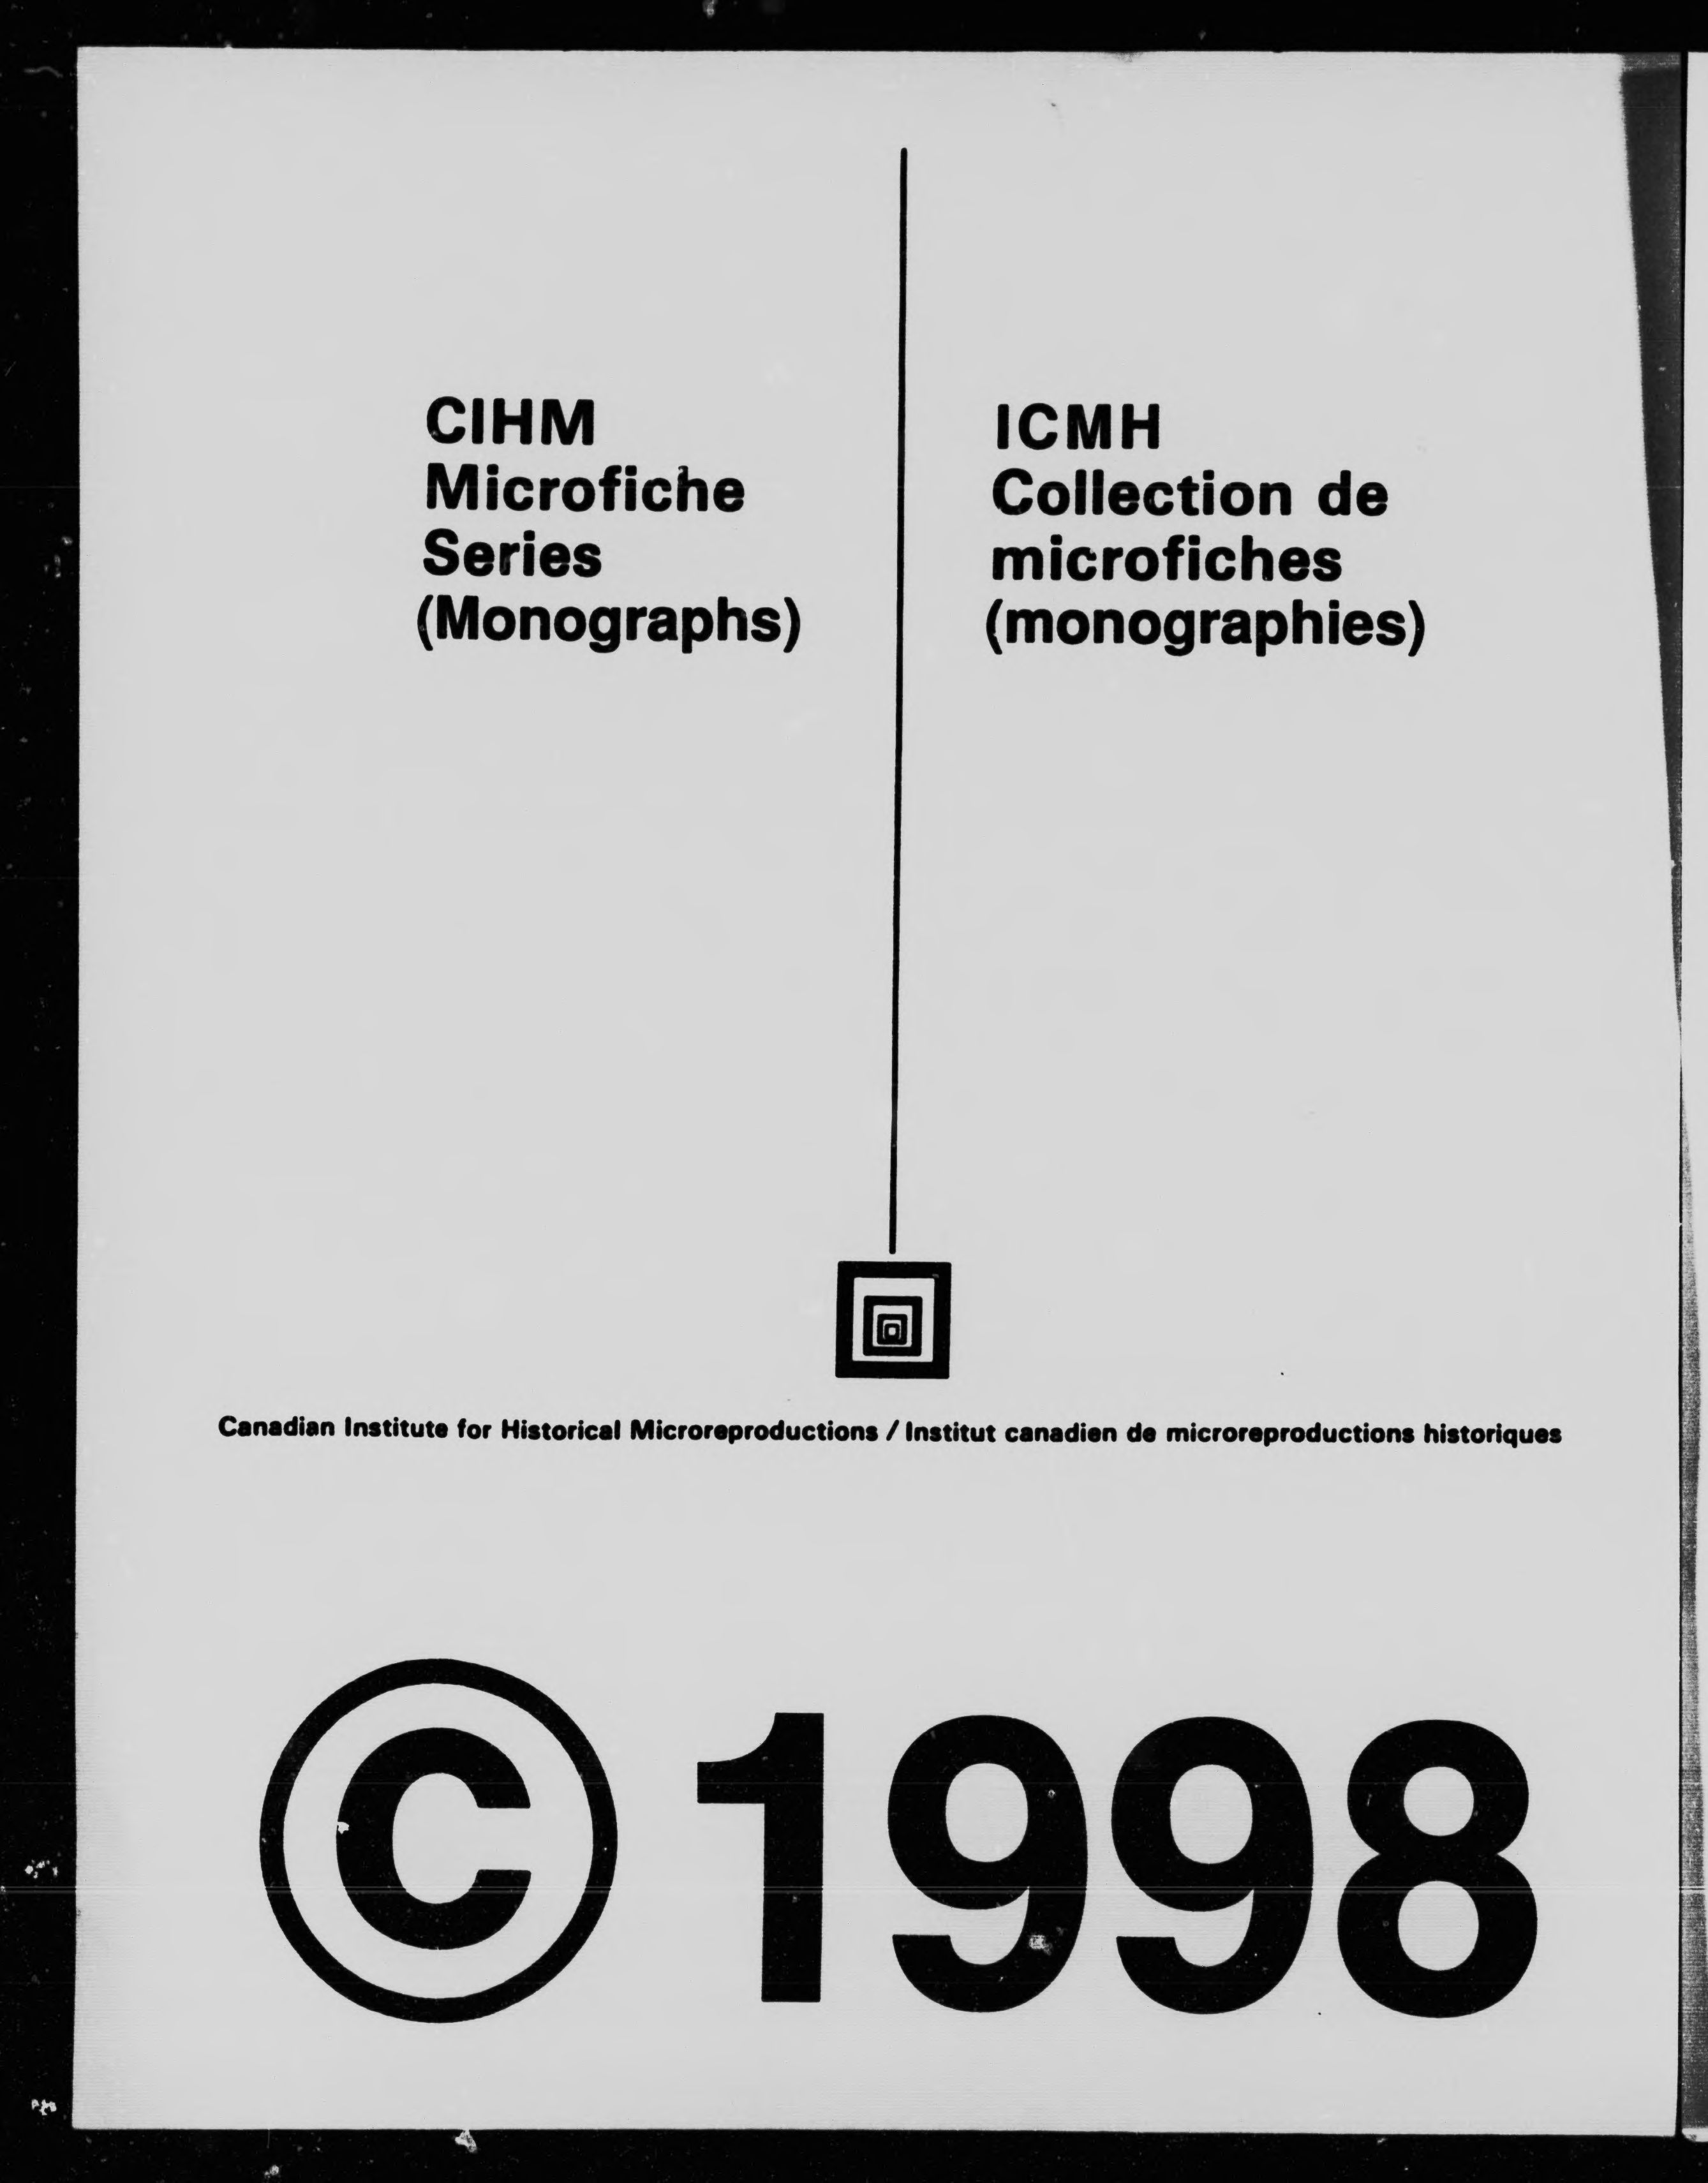 CIHM
Microfiche
Series
(Monographs)
ICMH
Collection de
microfiches
(monographies)
Canadian Institute for Historical Microreproductions / Institut canadien de microreproductions historiques
© 1998